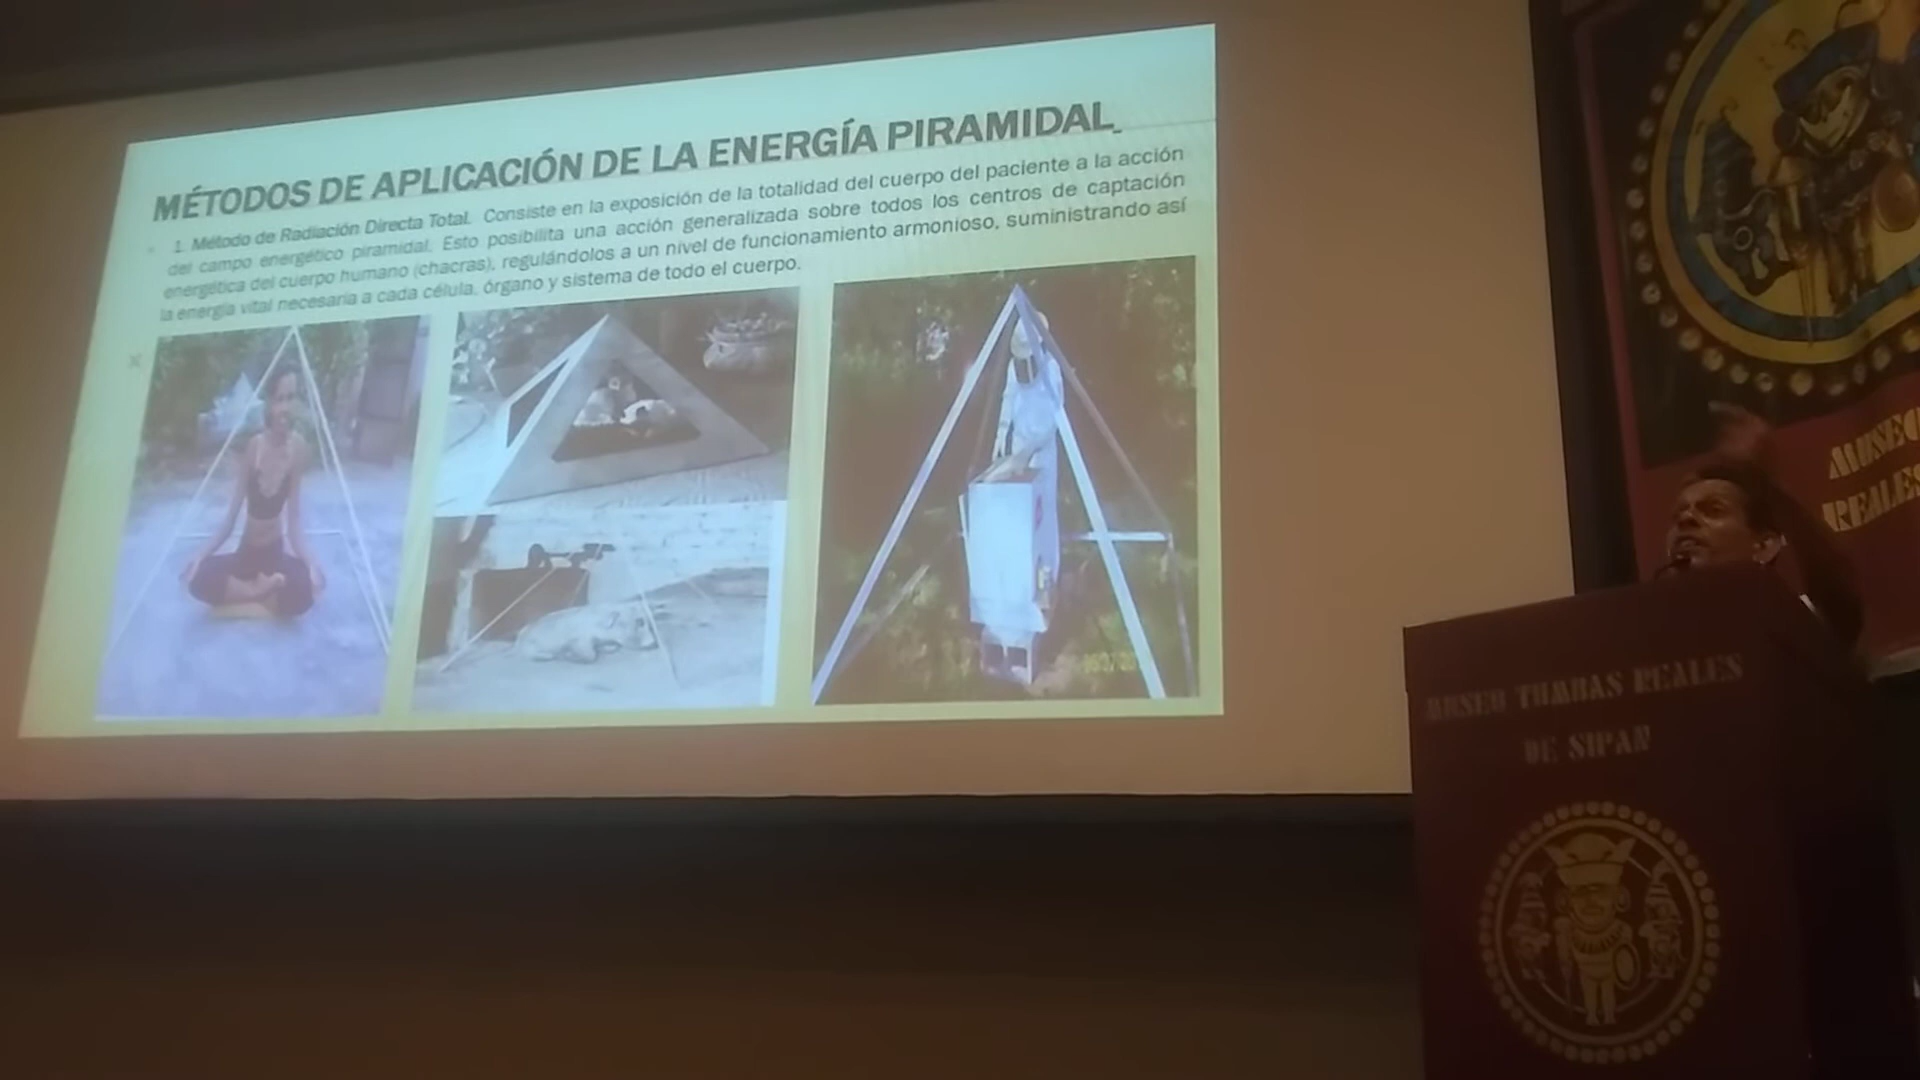 MÉTODOS DE APLICACIÓN DE LA ENERGÍA PIRAMIDAL
1. Método de Radiación Directa Total. Consiste en la exposición de la totalidad del cuerpo del paciente a la acción
del campo energético piramidal. Esto posibilita una acción generalizada sobre todos los centros de captación
energética del cuerpo humano (chacras), regulándolos a un nivel de funcionamiento armonioso, suministrando así
la energía vital necesaria a cada célula, órgano y sistema de todo el cuerpo.
MUSEO
REALES
MUSEO TUMBAS REALES
DE SIPAN